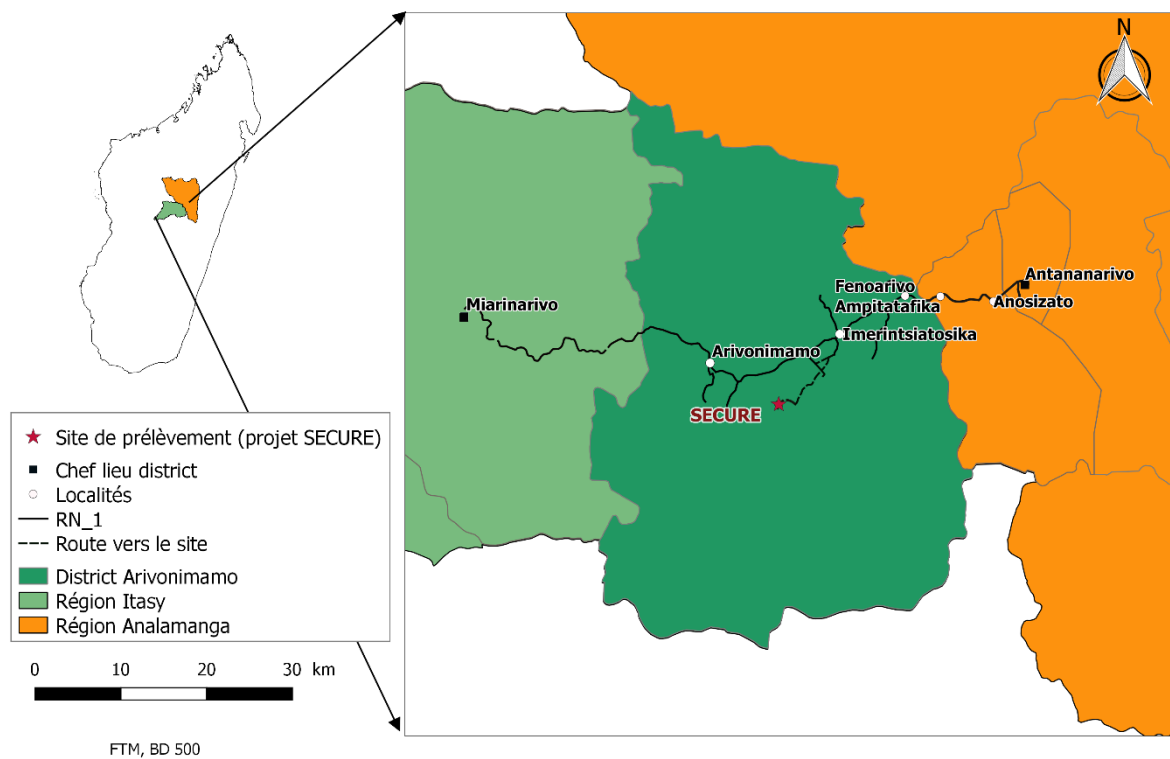 N
Antananarivo
Fenoarivo
Ampitatafika
Anosizato
Miarinarivo
Imerintsiatosika
Arivonimamo
SECURE
Site de prélèvement (projet SECURE)
Chef lieu district
Localités
RN_1
Route vers le site
District Arivonimamo
Région Itasy
Région Analamanga
0 10 20 30 km
FTM, BD 500